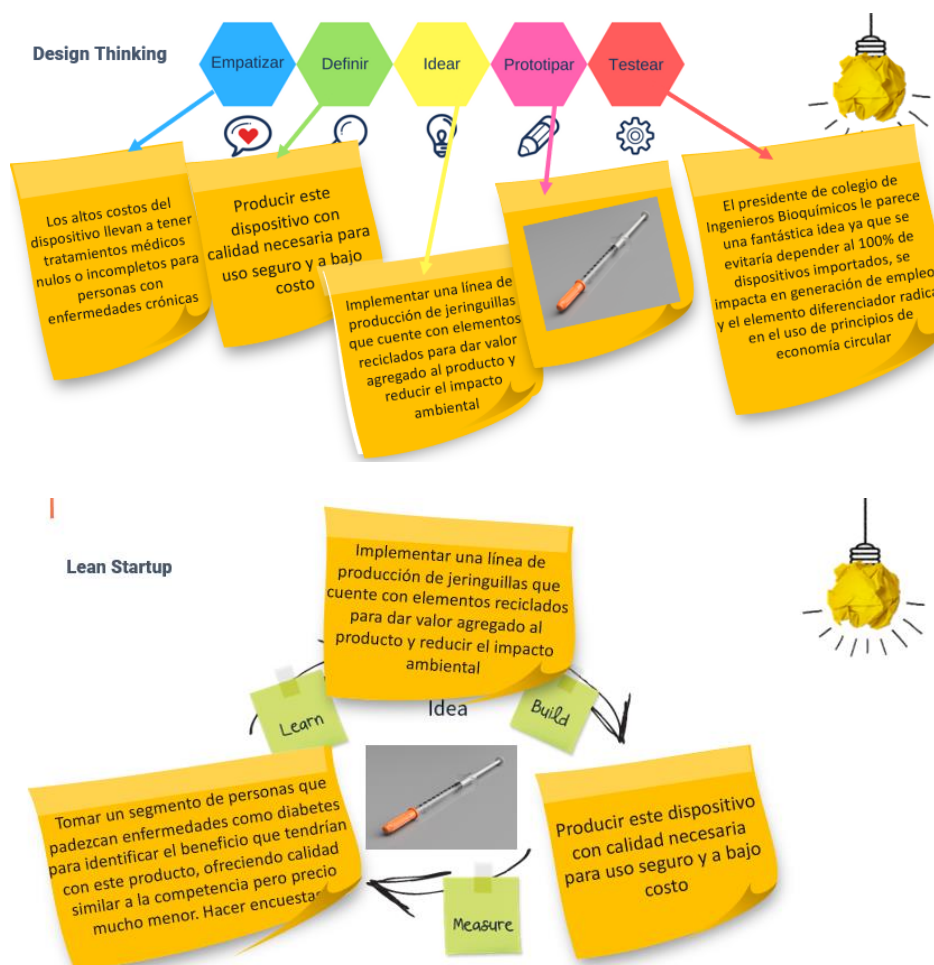 Design Thinking
Empatizar
Definir
Idear
Prototipar
Testear
Los altos costos del
dispositivo llevan a tener
tratamientos médicos
nulos o incompletos para
personas con
enfermedades crónicas
Producir este
dispositivo con
calidad necesaria para
uso seguro y a bajo
costo
Implementar una línea de
producción de jeringuillas
que cuente con elementos
reciclados para dar valor
agregado al producto y
reducir el impacto
ambiental
El presidente de colegio de
Ingenieros Bioquímicos le parece
una fantástica idea ya que se
evitaría depender al 100% de
dispositivos importados, se
impacta en generación de empleo
y el elemento diferenciador radica
en el uso de principios de
economía circular
Lean Startup
Implementar una línea de
producción de jeringuillas que
cuente con elementos reciclados
para dar valor agregado al
producto y reducir el impacto
ambiental
Learn
Idea
Build
Tomar un segmento de personas que
padezcan enfermedades como diabetes
para identificar el beneficio que tendrían
con este producto, ofreciendo calidad
similar a la competencia pero precio
mucho menor. Hacer encuestas
Producir este dispositivo
con calidad necesaria
para uso seguro y a bajo
costo
Measure